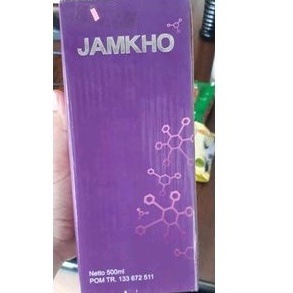 JAMKHO
Netto 500ml
POM TR. 133 672 511